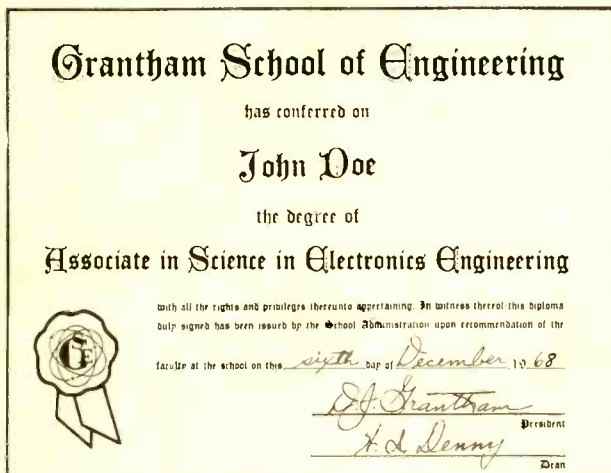 Grantham School of Engineering
has conferred on
John Doe
the degree of
Associate in Science in Electronics Engineering
with all the rights and privileges thereunto appertaining. In witness thereof this diploma
duly signed has been issued by the School Administration upon recommendation of the
faculty at the school on this sixth day of December, 19 68
GSE
D.J. Grantham
President
H. L. Denny
Dean